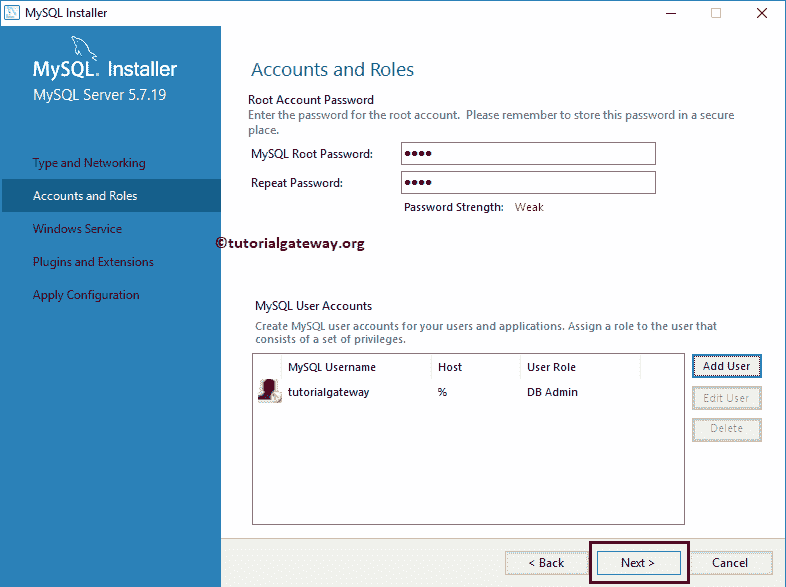 MySQL Installer
MySQL. Installer
MySQL Server 5.7.19
Type and Networking
Accounts and Roles
Windows Service
Plugins and Extensions
Apply Configuration
Accounts and Roles
Root Account Password
Enter the password for the root account. Please remember to store this password in a secure
place.
MySQL Root Password:
Repeat Password:
Password Strength: Weak
©tutorialgateway.org
MySQL User Accounts
Create MySQL user accounts for your users and applications. Assign a role to the user that
consists of a set of privileges.
MySQL Username Host User Role
tutorialgateway % DB Admin
Add User
Edit User
Delete
< Back Next > Cancel